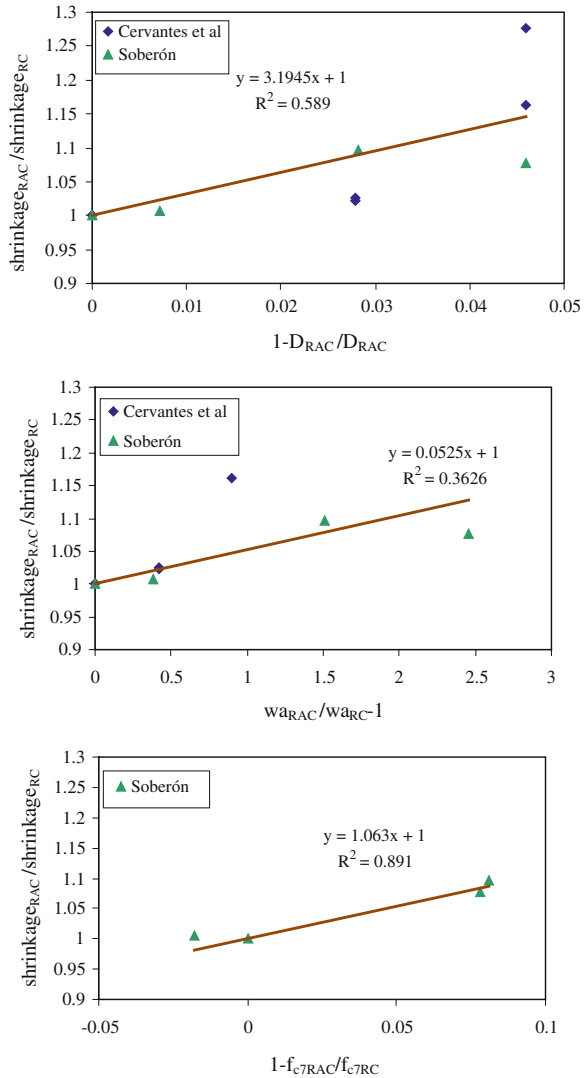 shrinkage_RAC/shrinkage_RC
1.3
1.25
1.2
1.15
1.1
1.05
1
0.95
0.9
Cervantes et al
Soberón
y = 3.1945x + 1
R² = 0.589
0 0.01 0.02 0.03 0.04 0.05
1-D_RAC/D_RAC
shrinkage_RAC/shrinkage_RC
1.3
1.25
1.2
1.15
1.1
1.05
1
0.95
0.9
Cervantes et al
Soberón
y = 0.0525x + 1
R² = 0.3626
0 0.5 1 1.5 2 2.5 3
wa_RAC/wa_RC-1
shrinkage_RAC/shrinkage_RC
1.3
1.25
1.2
1.15
1.1
1.05
1
0.95
0.9
Soberón
y = 1.063x + 1
R² = 0.891
-0.05 0 0.05 0.1
1-f_c7RAC/f_c7RC